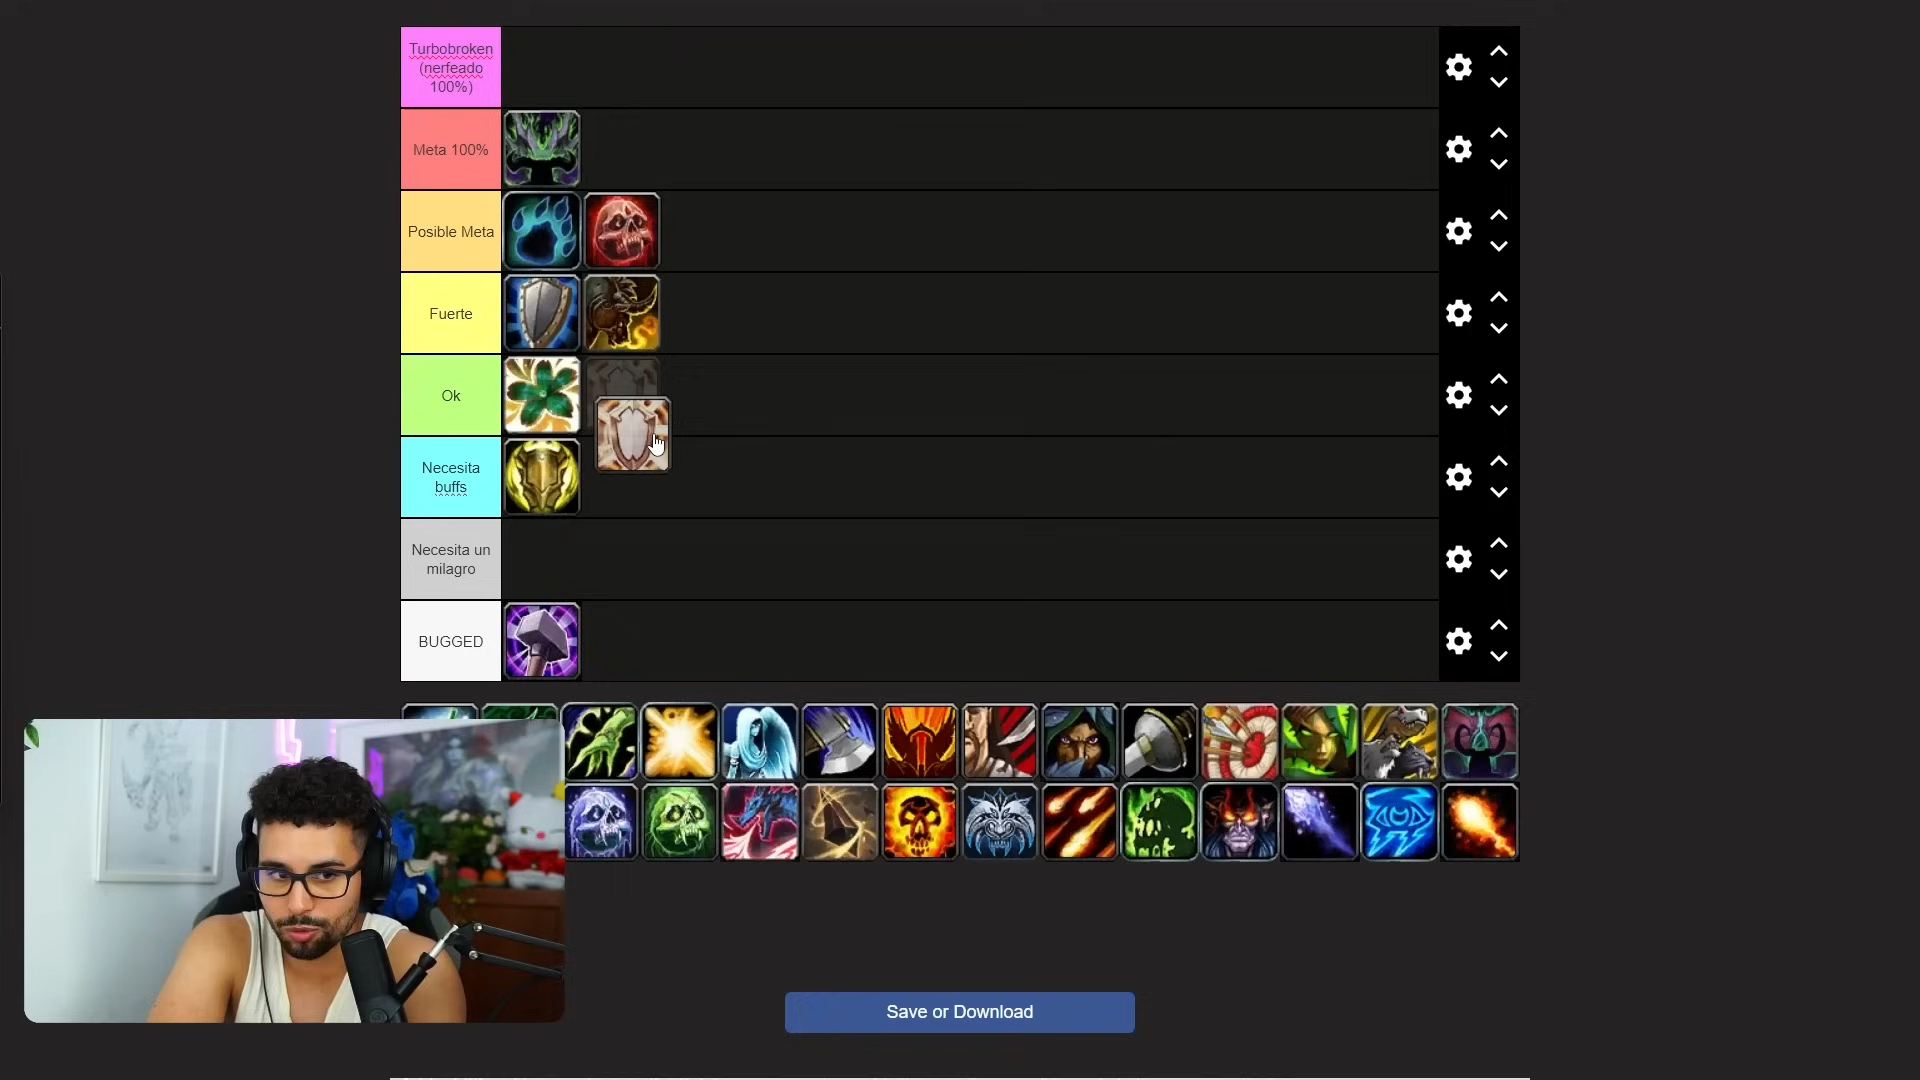 Turbobroken
(nerfeado
100%)
Meta 100%
Posible Meta
Fuerte
Ok
Necesita
buffs
Necesita un
milagro
BUGGED
Save or Download